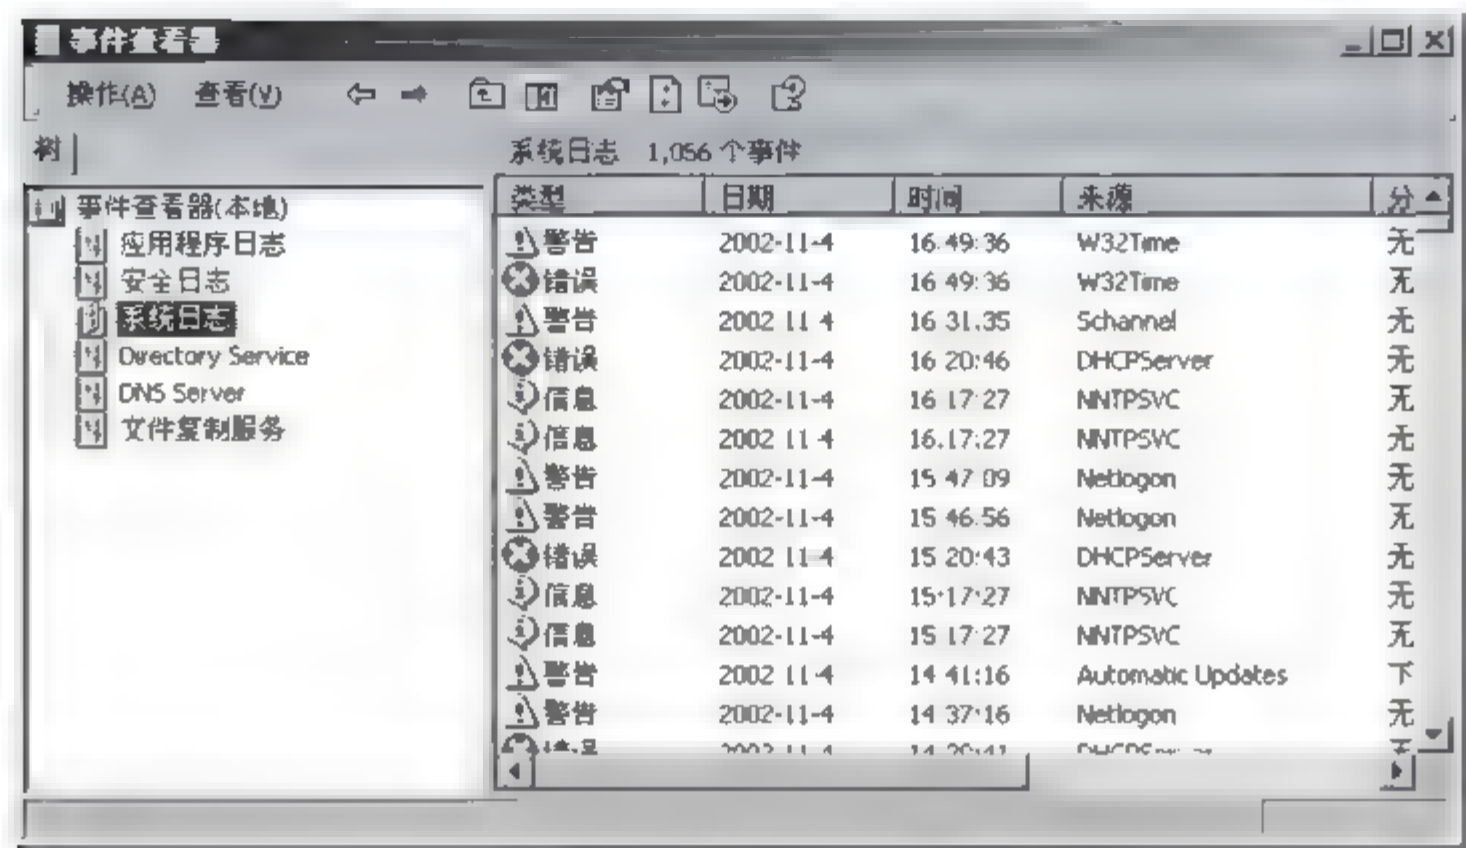 事件查看器
操作(A) 查看(V)
树
系统日志 1,056 个事件
事件查看器(本地)
应用程序日志
安全日志
系统日志
Directory Service
DNS Server
文件复制服务
类型 日期 时间 来源 分
警告 2002-11-4 16:49:36 W32Time 无
错误 2002-11-4 16:49:36 W32Time 无
警告 2002-11-4 16:31:35 Schannel 无
错误 2002-11-4 16:20:46 DHCPServer 无
信息 2002-11-4 16:17:27 NNTPSVC 无
信息 2002-11-4 16:17:27 NNTPSVC 无
警告 2002-11-4 15:47:09 Netlogon 无
警告 2002-11-4 15:46:56 Netlogon 无
错误 2002-11-4 15:20:43 DHCPServer 无
信息 2002-11-4 15:17:27 NNTPSVC 无
信息 2002-11-4 15:17:27 NNTPSVC 无
警告 2002-11-4 14:41:16 Automatic Updates 下
警告 2002-11-4 14:37:16 Netlogon 无